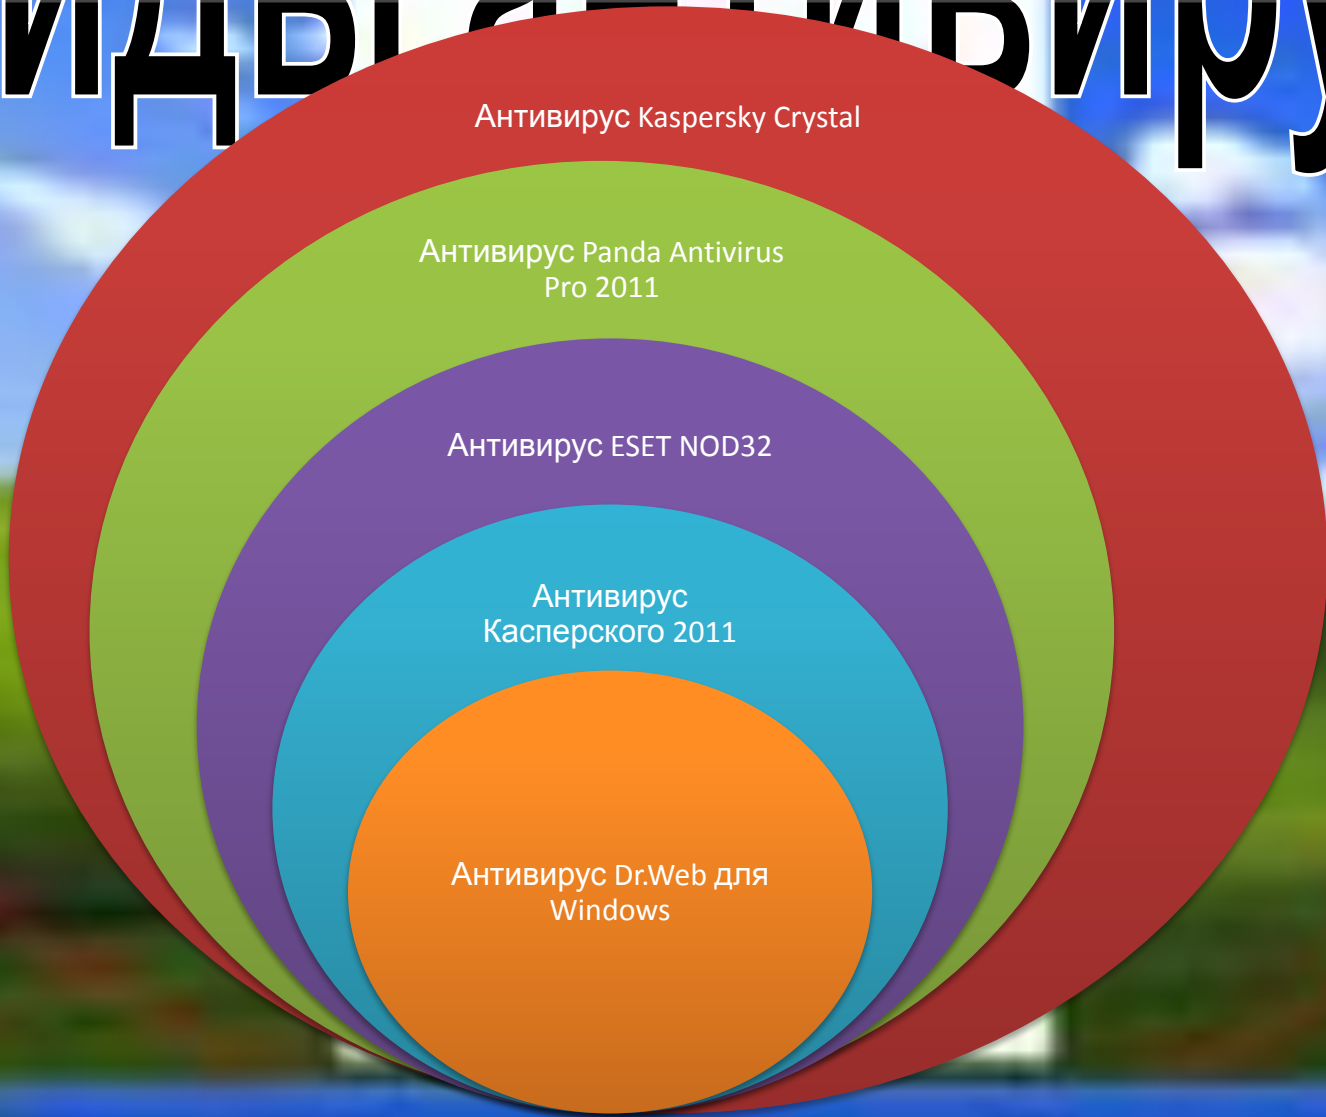 Антивирус Kaspersky Crystal
Антивирус Panda Antivirus
Pro 2011
Антивирус ESET NOD32
Антивирус
Касперского 2011
Антивирус Dr.Web для
Windows